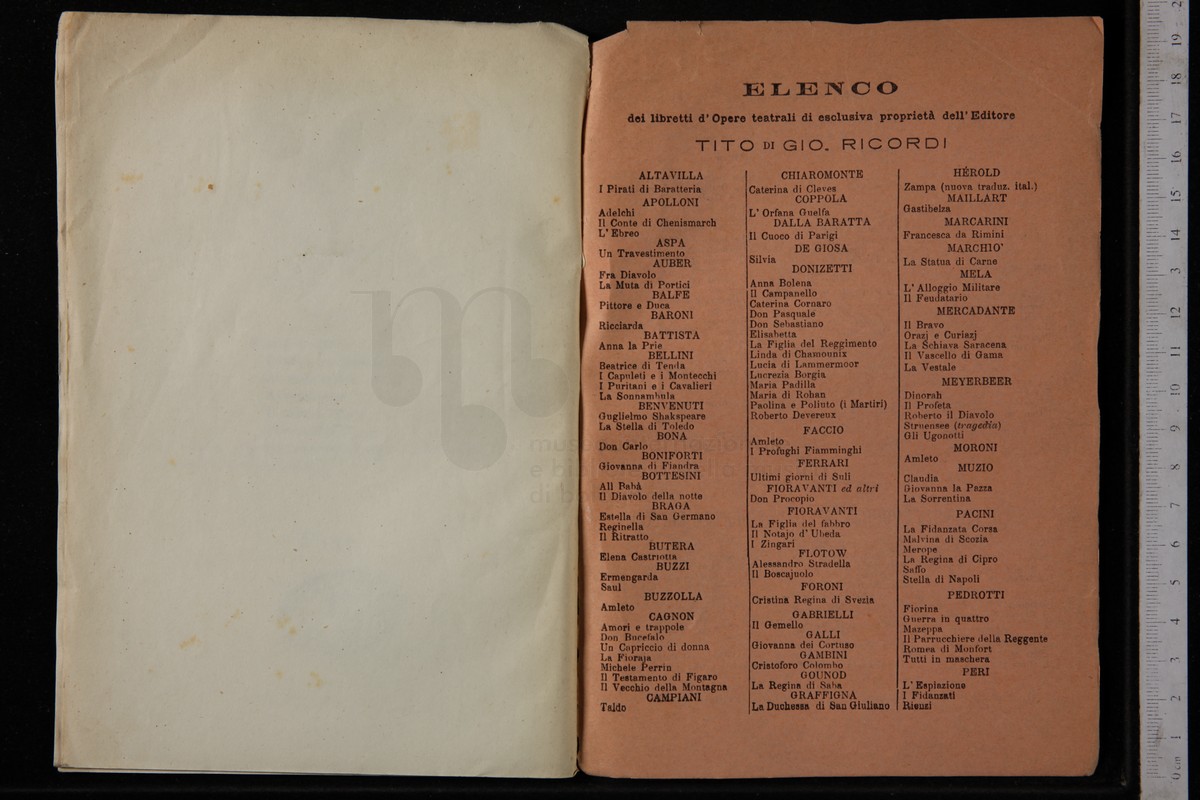 ELENCO
dei libretti d' Opere teatrali di esclusiva proprietà dell' Editore
TITO DI GIO. RICORDI
ALTAVILLA
I Pirati di Baratteria
APOLLONI
Adelchi
Il Conte di Chenismarch
L' Ebreo
ASPA
Un Travestimento
AUBER
Fra Diavolo
La Muta di Portici
BALFE
Pittore e Duca
BARONI
Ricciarda
BATTISTA
Anna la Prie
BELLINI
Beatrice di Tenda
I Capuleti e i Montecchi
I Puritani e i Cavalieri
La Sonnambula
BENVENUTI
Guglielmo Shakspeare
La Stella di Toledo
BONA
Don Carlo
BONIFORTI
Giovanna di Fiandra
BOTTESINI
Alì Babà
Il Diavolo della notte
BRAGA
Estella di San Germano
Reginella
Il Ritratto
BUTERA
Elena Castriotta
BUZZI
Ermengarda
Saul
BUZZOLLA
Amleto
CAGNON
Amori e trappole
Don Bucefalo
Un Capriccio di donna
La Fioraja
Michele Perrin
Il Testamento di Figaro
Il Vecchio della Montagna
CAMPIANI
Taldo
CHIAROMONTE
Caterina di Cleves
COPPOLA
L' Orfana Guelfa
DALLA BARATTA
Il Cuoco di Parigi
DE GIOSA
Silvia
DONIZETTI
Anna Bolena
Il Campanello
Caterina Cornaro
Don Pasquale
Don Sebastiano
Elisabetta
La Figlia del Reggimento
Linda di Chamounix
Lucia di Lammermoor
Lucrezia Borgia
Maria Padilla
Maria di Rohan
Paolina e Poliuto (i Martiri)
Roberto Devereux
FACCIO
Amleto
I Profughi Fiamminghi
FERRARI
Ultimi giorni di Suli
FIORAVANTI ed altri
Don Procopio
FIORAVANTI
La Figlia del fabbro
Il Notajo d' Ubeda
I Zingari
FLOTOW
Alessandro Stradella
Il Boscajuolo
FORONI
Cristina Regina di Svezia
GABRIELLI
Il Gemello
GALLI
Giovanna dei Cortuso
GAMBINI
Cristoforo Colombo
GOUNOD
La Regina di Saba
GRAFFIGNA
La Duchessa di San Giuliano
HÉROLD
Zampa (nuova traduz. ital.)
MAILLART
Gastibelza
MARCARINI
Francesca da Rimini
MARCHIO'
La Statua di Carne
MELA
L' Alloggio Militare
Il Feudatario
MERCADANTE
Il Bravo
Orazj e Curiazj
La Schiava Saracena
Il Vascello di Gama
La Vestale
MEYERBEER
Dinorah
Il Profeta
Roberto il Diavolo
Struensee (tragedia)
Gli Ugonotti
MORONI
Amleto
MUZIO
Claudia
Giovanna la Pazza
La Sorrentina
PACINI
La Fidanzata Corsa
Malvina di Scozia
Merope
La Regina di Cipro
Saffo
Stella di Napoli
PEDROTTI
Fiorina
Guerra in quattro
Mazeppa
Il Parrucchiere della Reggente
Romea di Monfort
Tutti in maschera
PERI
L' Espiazione
I Fidanzati
Rienzi